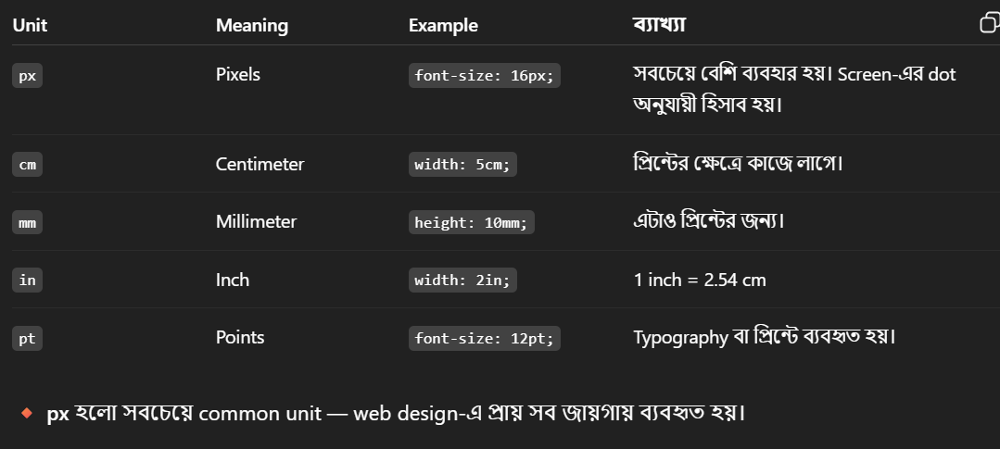 Unit Meaning Example ব্যাখ্যা
px Pixels font-size: 16px; সবচেয়ে বেশি ব্যবহার হয়। Screen-এর dot
অনুযায়ী হিসাব হয়।
cm Centimeter width: 5cm; প্রিন্টের ক্ষেত্রে কাজে লাগে।
mm Millimeter height: 10mm; এটাও প্রিন্টের জন্য।
in Inch width: 2in; 1 inch = 2.54 cm
pt Points font-size: 12pt; Typography বা প্রিন্টে ব্যবহৃত হয়।
🔸 px হলো সবচেয়ে common unit — web design-এ প্রায় সব জায়গায় ব্যবহৃত হয়।